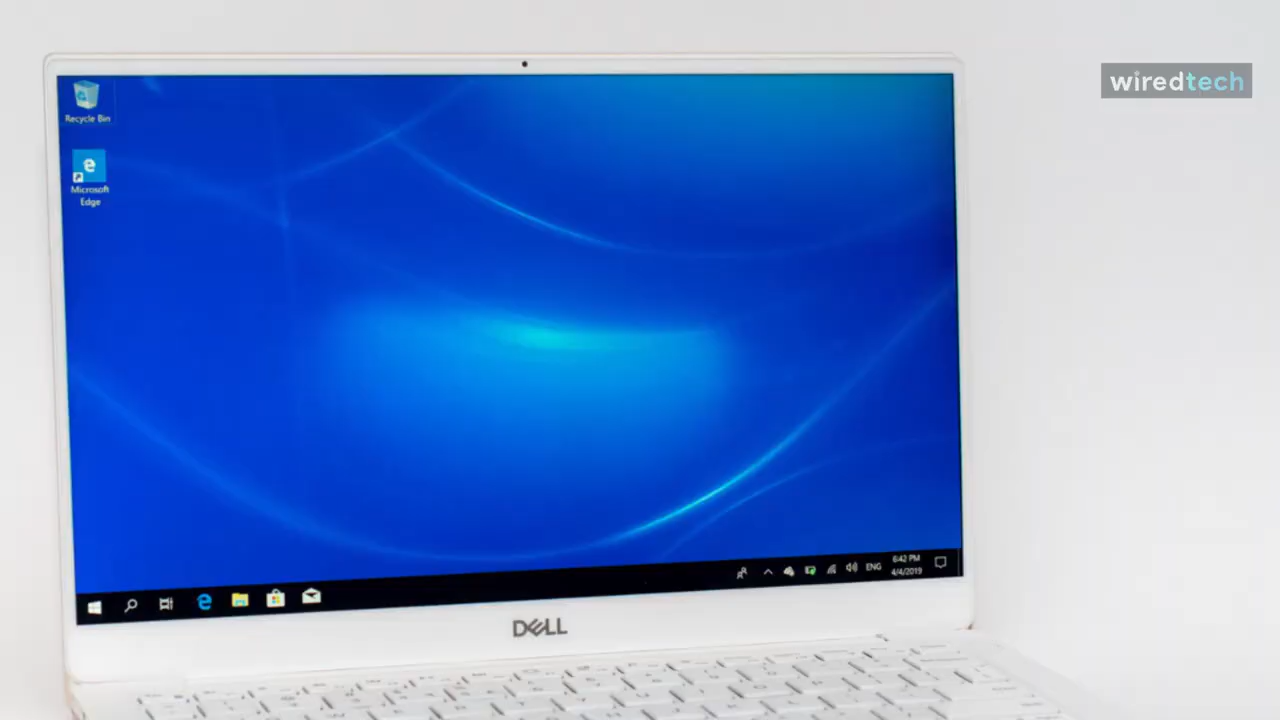 wiredtech
Recycle Bin
Microsoft
Edge
6:42 PM
ENG
4/4/2019
DELL